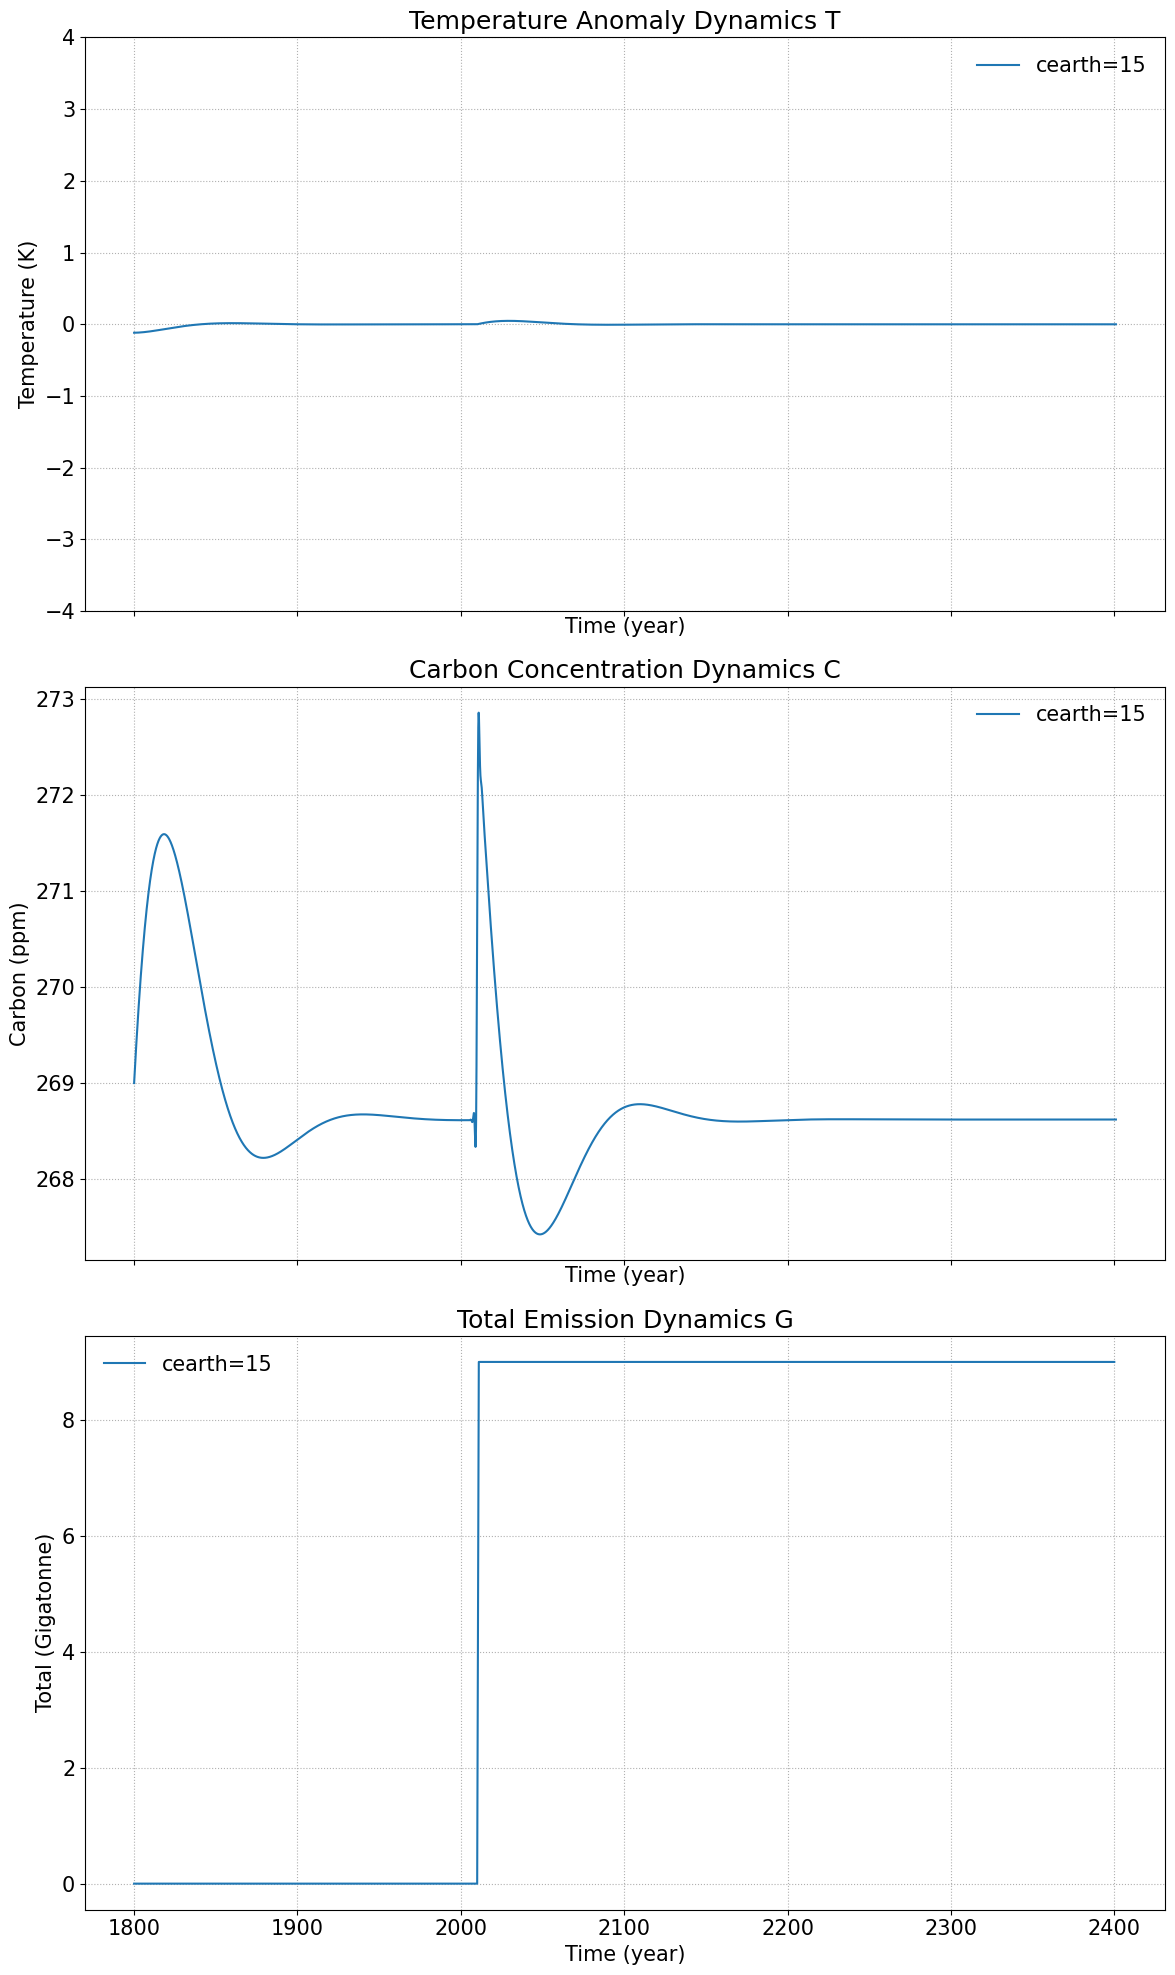 Temperature Anomaly Dynamics T
cearth=15
4
3
2
1
0
−1
−2
−3
−4
Temperature (K)
Time (year)
Carbon Concentration Dynamics C
cearth=15
273
272
271
270
269
268
Carbon (ppm)
Time (year)
Total Emission Dynamics G
cearth=15
8
6
4
2
0
Total (Gigatonne)
1800 1900 2000 2100 2200 2300 2400
Time (year)